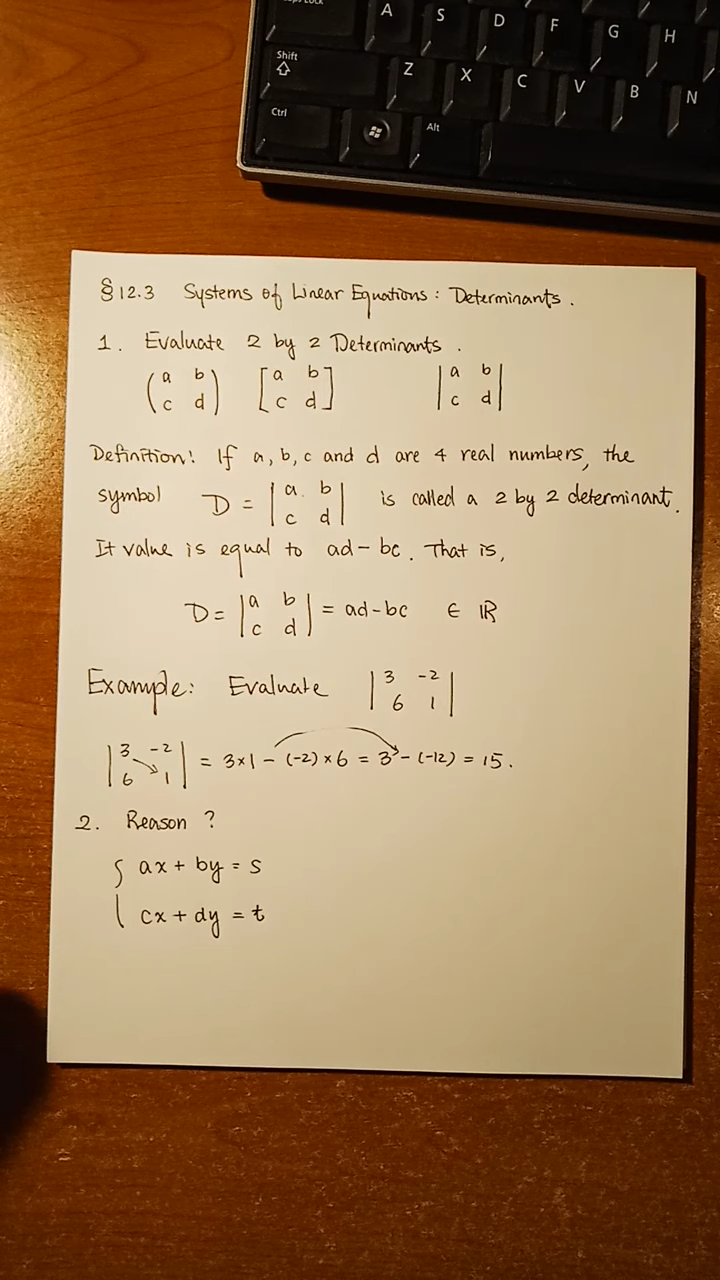 Caps Lock
A S D F G H
Shift
Z X C V B N
Ctrl Alt
§ 12.3 Systems of Linear Equations : Determinants .
1. Evaluate 2 by 2 Determinants .
(a b) [a b] |a b|
(c d) [c d] |c d|
Definition: If a, b, c and d are 4 real numbers, the
symbol D = |a b; c d| is called a 2 by 2 determinant.
It value is equal to ad - bc. That is,
D = |a b; c d| = ad - bc ∈ ℝ
Example: Evaluate |3 -2; 6 1|
|3 -2; 6 1| = 3×1 - (-2)×6 = 3 - (-12) = 15.
2. Reason ?
{ ax + by = s
cx + dy = t